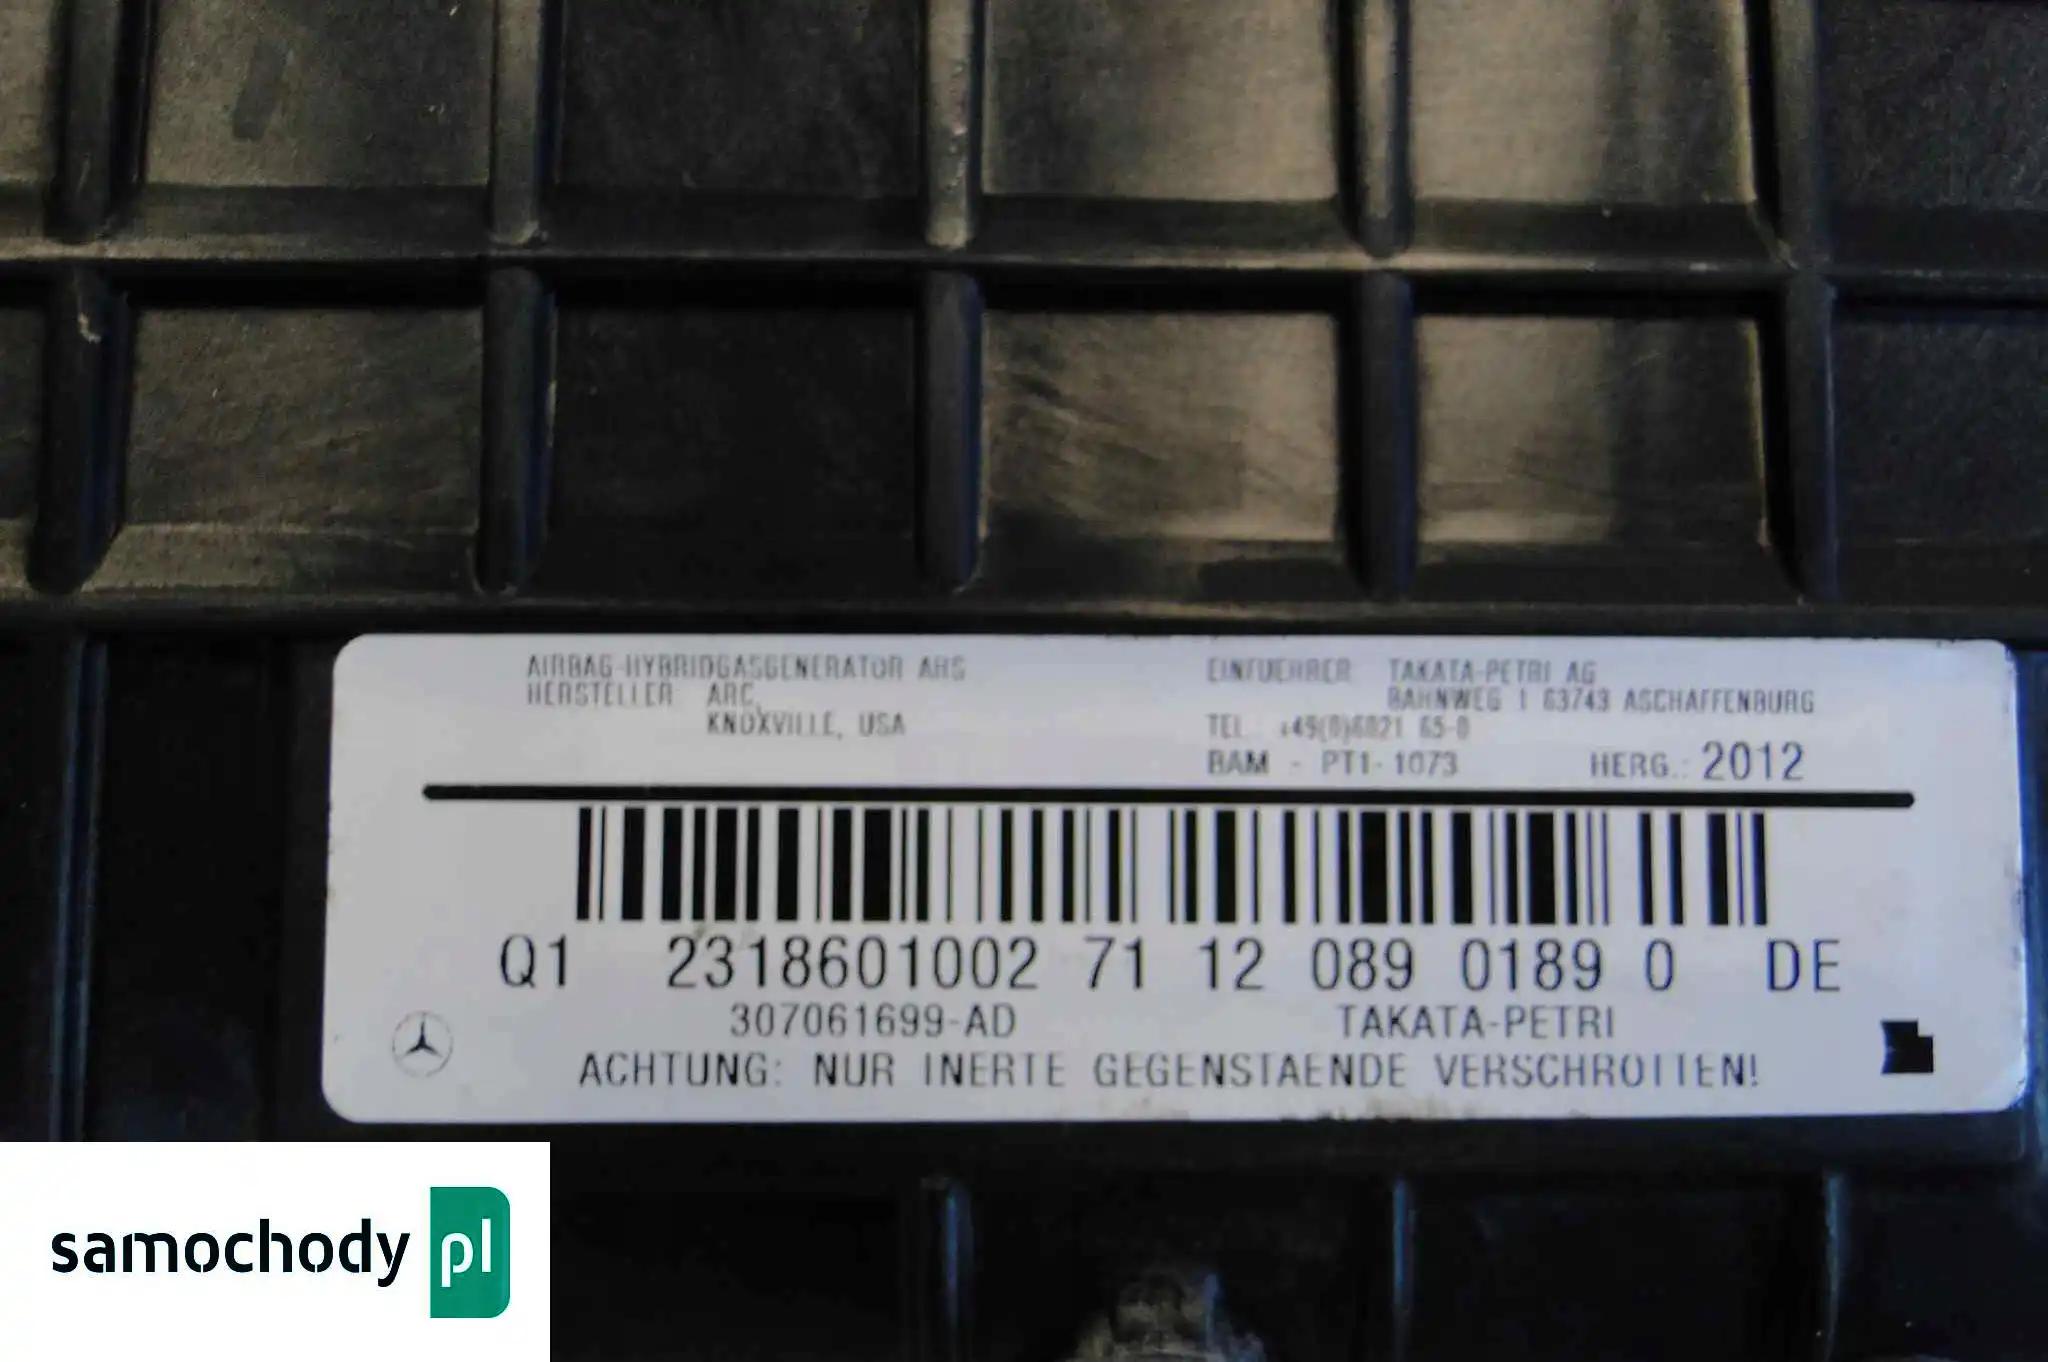 AIRBAG-HYBRIDGASGENERATOR AHS
HERSTELLER ARC,
KNOXVILLE, USA
EINFUEHRER TAKATA-PETRI AG
BAHNWEG 1 63743 ASCHAFFENBURG
TEL. +49(0)6021 65-0
BAM - PT1-1073 HERG.: 2012
Q1 2318601002 71 12 089 0189 0 DE
307061699-AD TAKATA-PETRI
ACHTUNG: NUR INERTE GEGENSTAENDE VERSCHROTTEN!
samochody pl